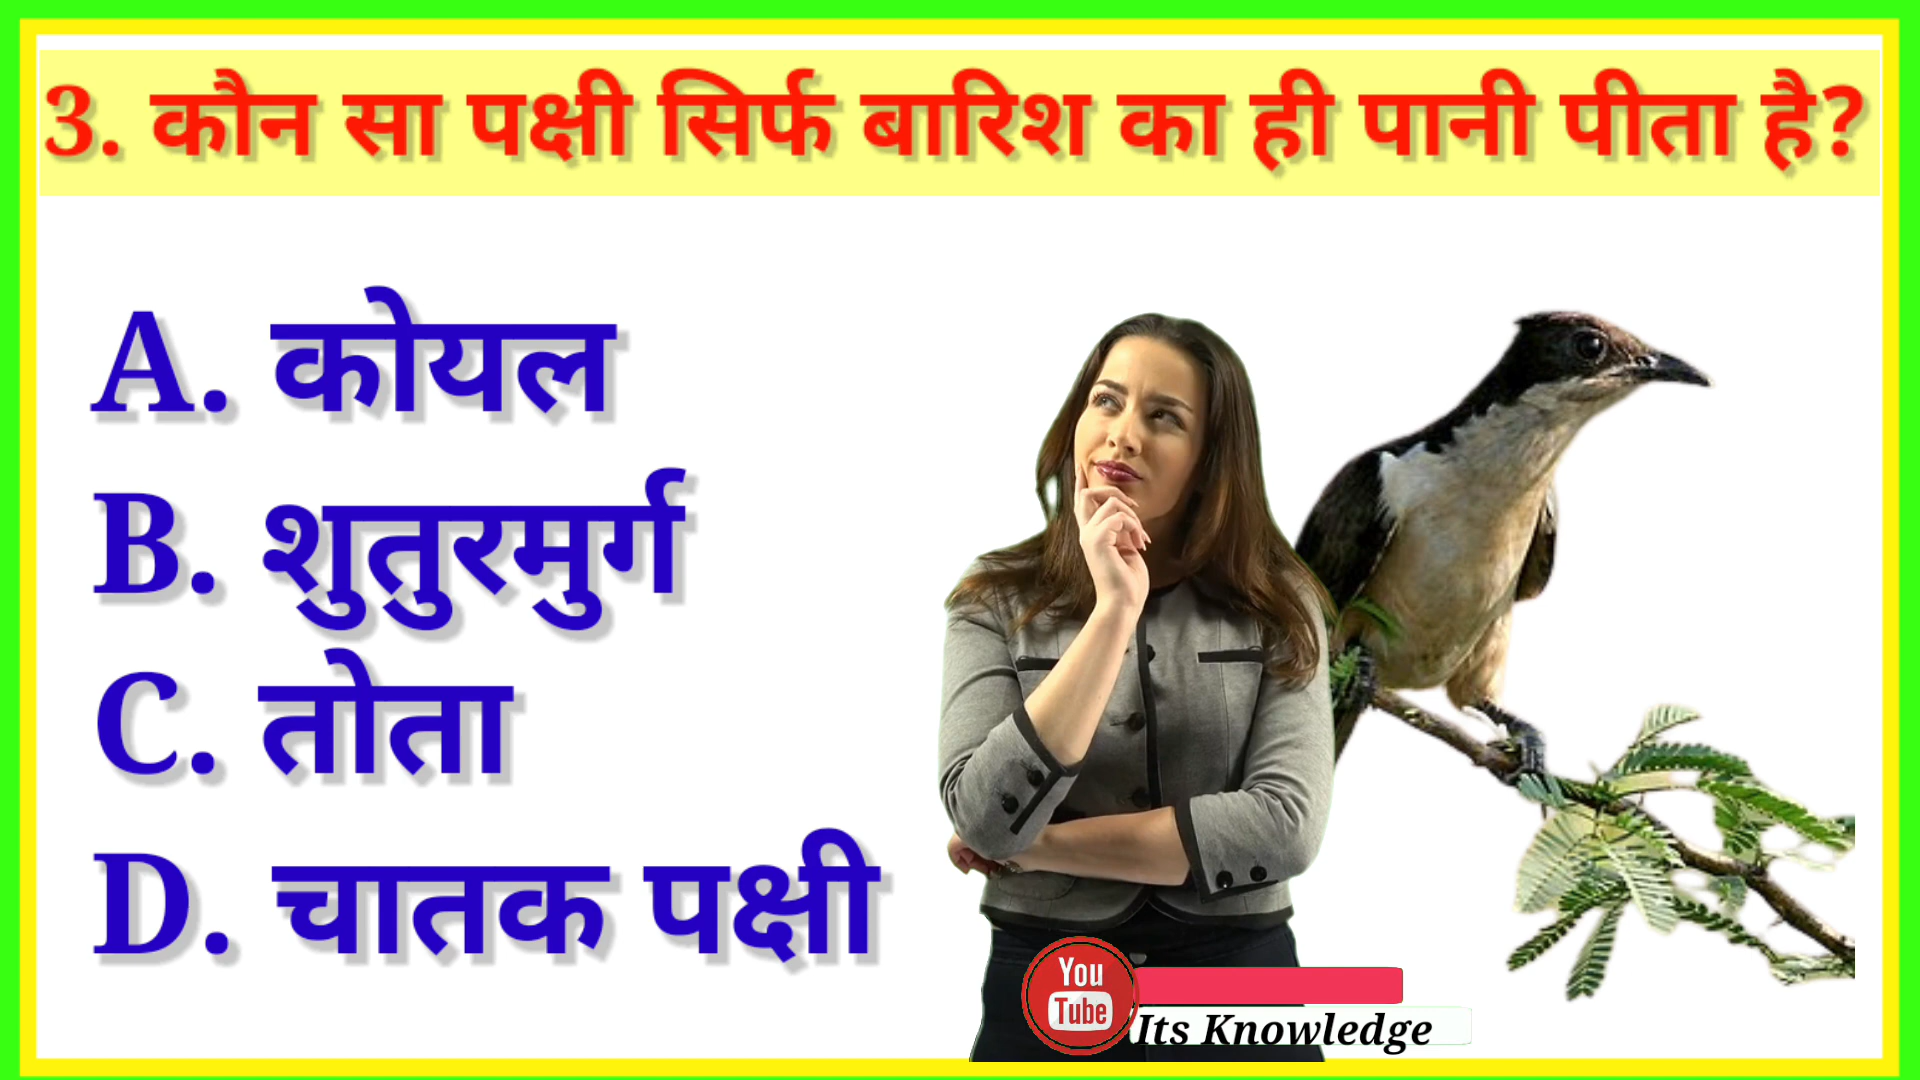 3. कौन सा पक्षी सिर्फ बारिश का ही पानी पीता है?
A. कोयल
B. शुतुरमुर्ग
C. तोता
D. चातक पक्षी
You
Tube
Its Knowledge